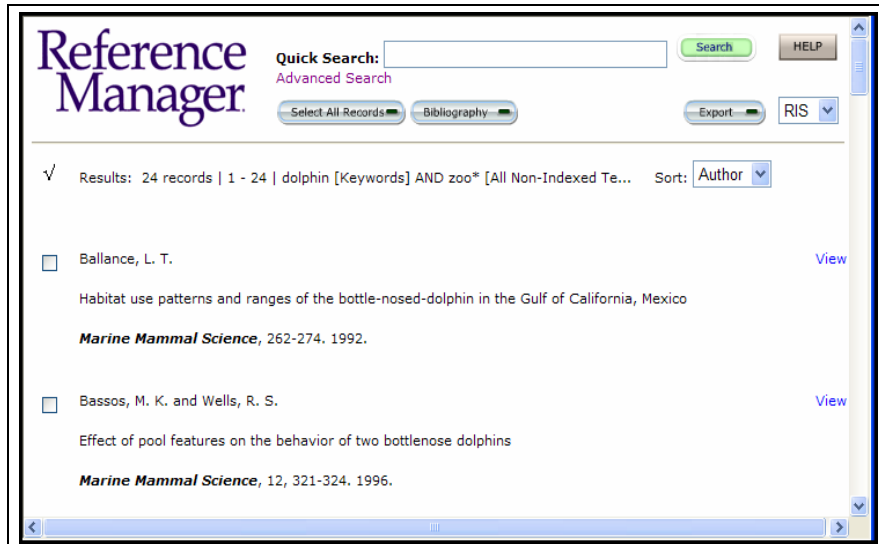 Reference
Manager.
Quick Search:
Search
HELP
Advanced Search
Select All Records
Bibliography
Export
RIS
√ Results: 24 records | 1 - 24 | dolphin [Keywords] AND zoo* [All Non-Indexed Te... Sort: Author
Ballance, L. T. View
Habitat use patterns and ranges of the bottle-nosed-dolphin in the Gulf of California, Mexico
Marine Mammal Science, 262-274. 1992.
Bassos, M. K. and Wells, R. S. View
Effect of pool features on the behavior of two bottlenose dolphins
Marine Mammal Science, 12, 321-324. 1996.